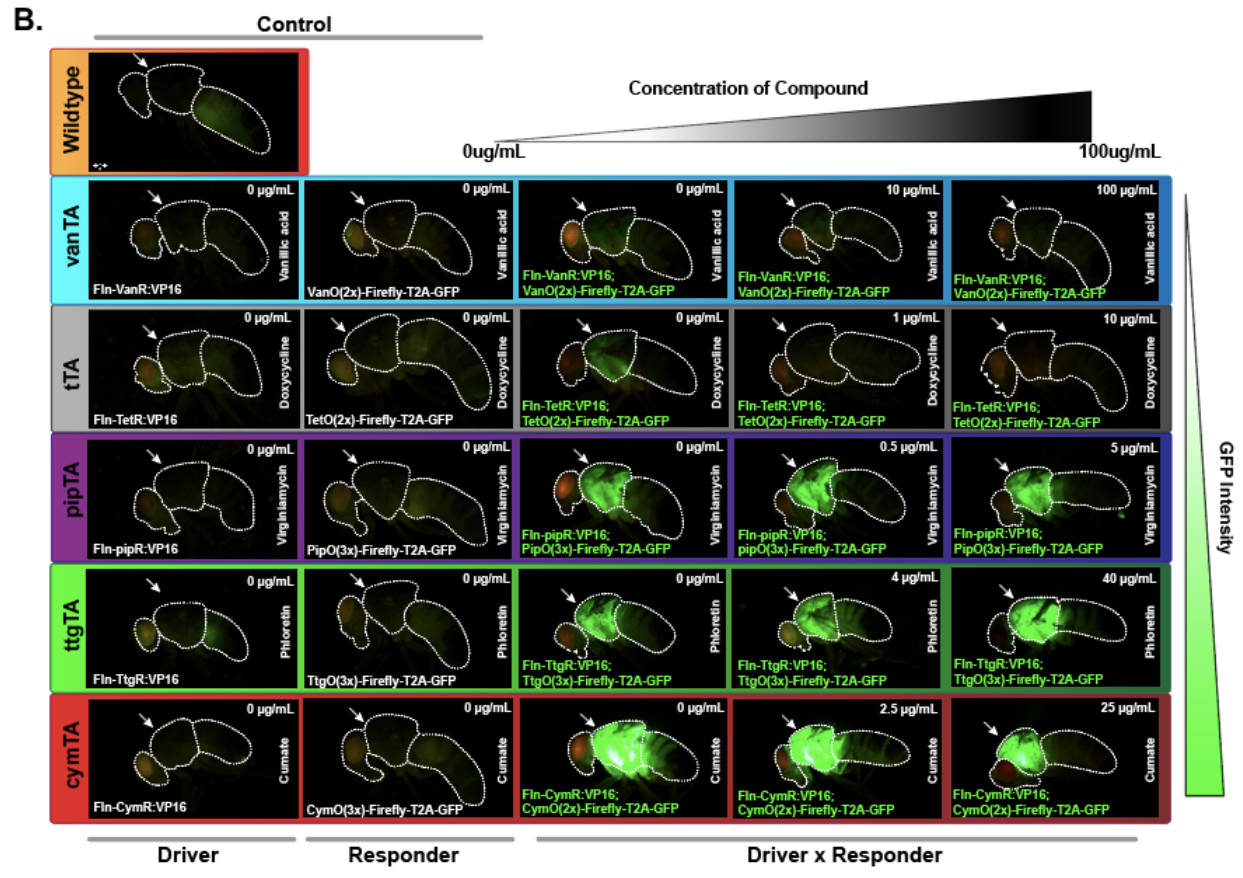 B.
Control
Wildtype
Concentration of Compound
0ug/mL
100ug/mL
vanTA
0 µg/mL
Vanillic acid
Fln-VanR:VP16
0 µg/mL
Vanillic acid
VanO(2x)-Firefly-T2A-GFP
0 µg/mL
Vanillic acid
Fln-VanR:VP16;
VanO(2x)-Firefly-T2A-GFP
10 µg/mL
Vanillic acid
Fln-VanR:VP16;
VanO(2x)-Firefly-T2A-GFP
100 µg/mL
Vanillic acid
Fln-VanR:VP16;
VanO(2x)-Firefly-T2A-GFP
tTA
0 µg/mL
Doxycycline
Fln-TetR:VP16
0 µg/mL
Doxycycline
TetO(2x)-Firefly-T2A-GFP
0 µg/mL
Doxycycline
Fln-TetR:VP16;
TetO(2x)-Firefly-T2A-GFP
1 µg/mL
Doxycycline
Fln-TetR:VP16;
TetO(2x)-Firefly-T2A-GFP
10 µg/mL
Doxycycline
Fln-TetR:VP16;
TetO(2x)-Firefly-T2A-GFP
pipTA
0 µg/mL
Virginiamycin
Fln-pipR:VP16
0 µg/mL
Virginiamycin
PipO(3x)-Firefly-T2A-GFP
0 µg/mL
Virginiamycin
Fln-pipR:VP16;
PipO(3x)-Firefly-T2A-GFP
0.5 µg/mL
Virginiamycin
Fln-pipR:VP16;
pipO(3x)-Firefly-T2A-GFP
5 µg/mL
Virginiamycin
Fln-pipR:VP16;
PipO(3x)-Firefly-T2A-GFP
ttgTA
0 µg/mL
Phloretin
Fln-TtgR:VP16
0 µg/mL
Phloretin
TtgO(3x)-Firefly-T2A-GFP
0 µg/mL
Phloretin
Fln-TtgR:VP16;
TtgO(3x)-Firefly-T2A-GFP
4 µg/mL
Phloretin
Fln-TtgR:VP16;
TtgO(3x)-Firefly-T2A-GFP
40 µg/mL
Phloretin
Fln-TtgR:VP16;
TtgO(3x)-Firefly-T2A-GFP
cymTA
0 µg/mL
Cumate
Fln-CymR:VP16
0 µg/mL
Cumate
CymO(3x)-Firefly-T2A-GFP
0 µg/mL
Cumate
Fln-CymR:VP16;
CymO(2x)-Firefly-T2A-GFP
2.5 µg/mL
Cumate
Fln-CymR:VP16;
CymO(2x)-Firefly-T2A-GFP
25 µg/mL
Cumate
Fln-CymR:VP16;
CymO(2x)-Firefly-T2A-GFP
GFP Intensity
Driver
Responder
Driver x Responder